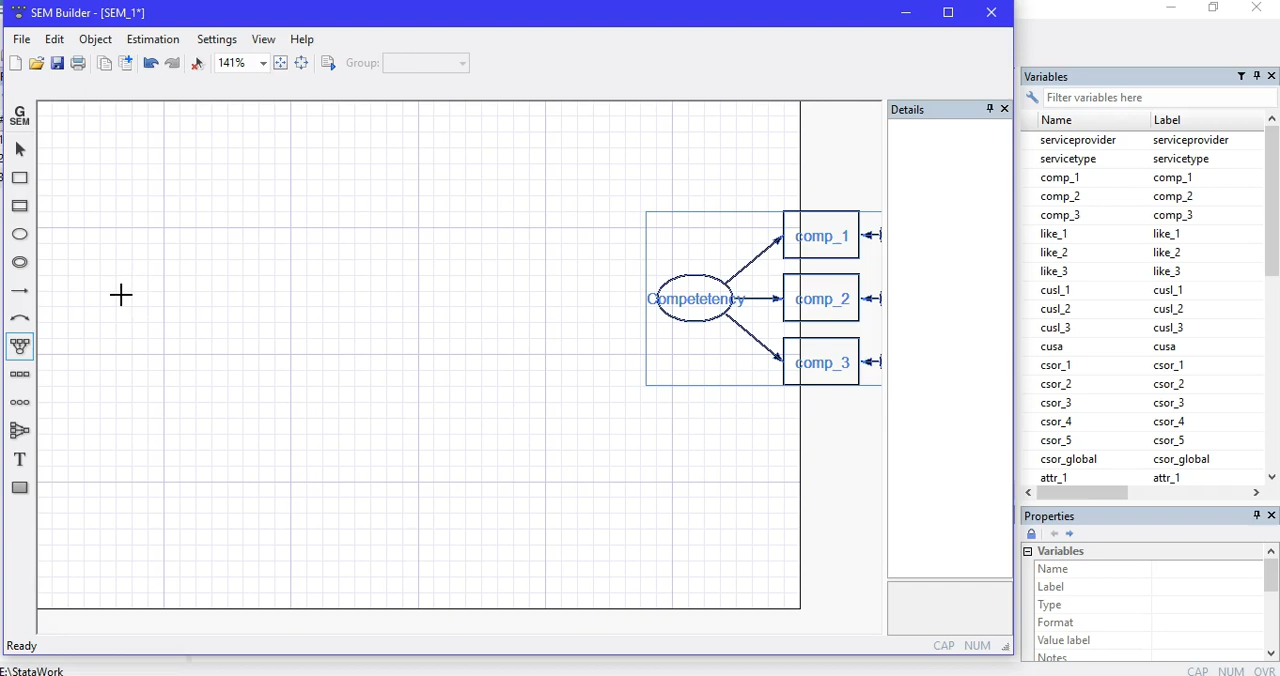 SEM Builder - [SEM_1*]
File Edit Object Estimation Settings View Help
141% Group:
G
SEM
T
Competetency
comp_1
comp_2
comp_3
Details
Ready
CAP NUM
E:\StataWork
Variables
Filter variables here
Name Label
serviceprovider serviceprovider
servicetype servicetype
comp_1 comp_1
comp_2 comp_2
comp_3 comp_3
like_1 like_1
like_2 like_2
like_3 like_3
cusl_1 cusl_1
cusl_2 cusl_2
cusl_3 cusl_3
cusa cusa
csor_1 csor_1
csor_2 csor_2
csor_3 csor_3
csor_4 csor_4
csor_5 csor_5
csor_global csor_global
attr_1 attr_1
Properties
Variables
Name
Label
Type
Format
Value label
Notes
CAP NUM OVR